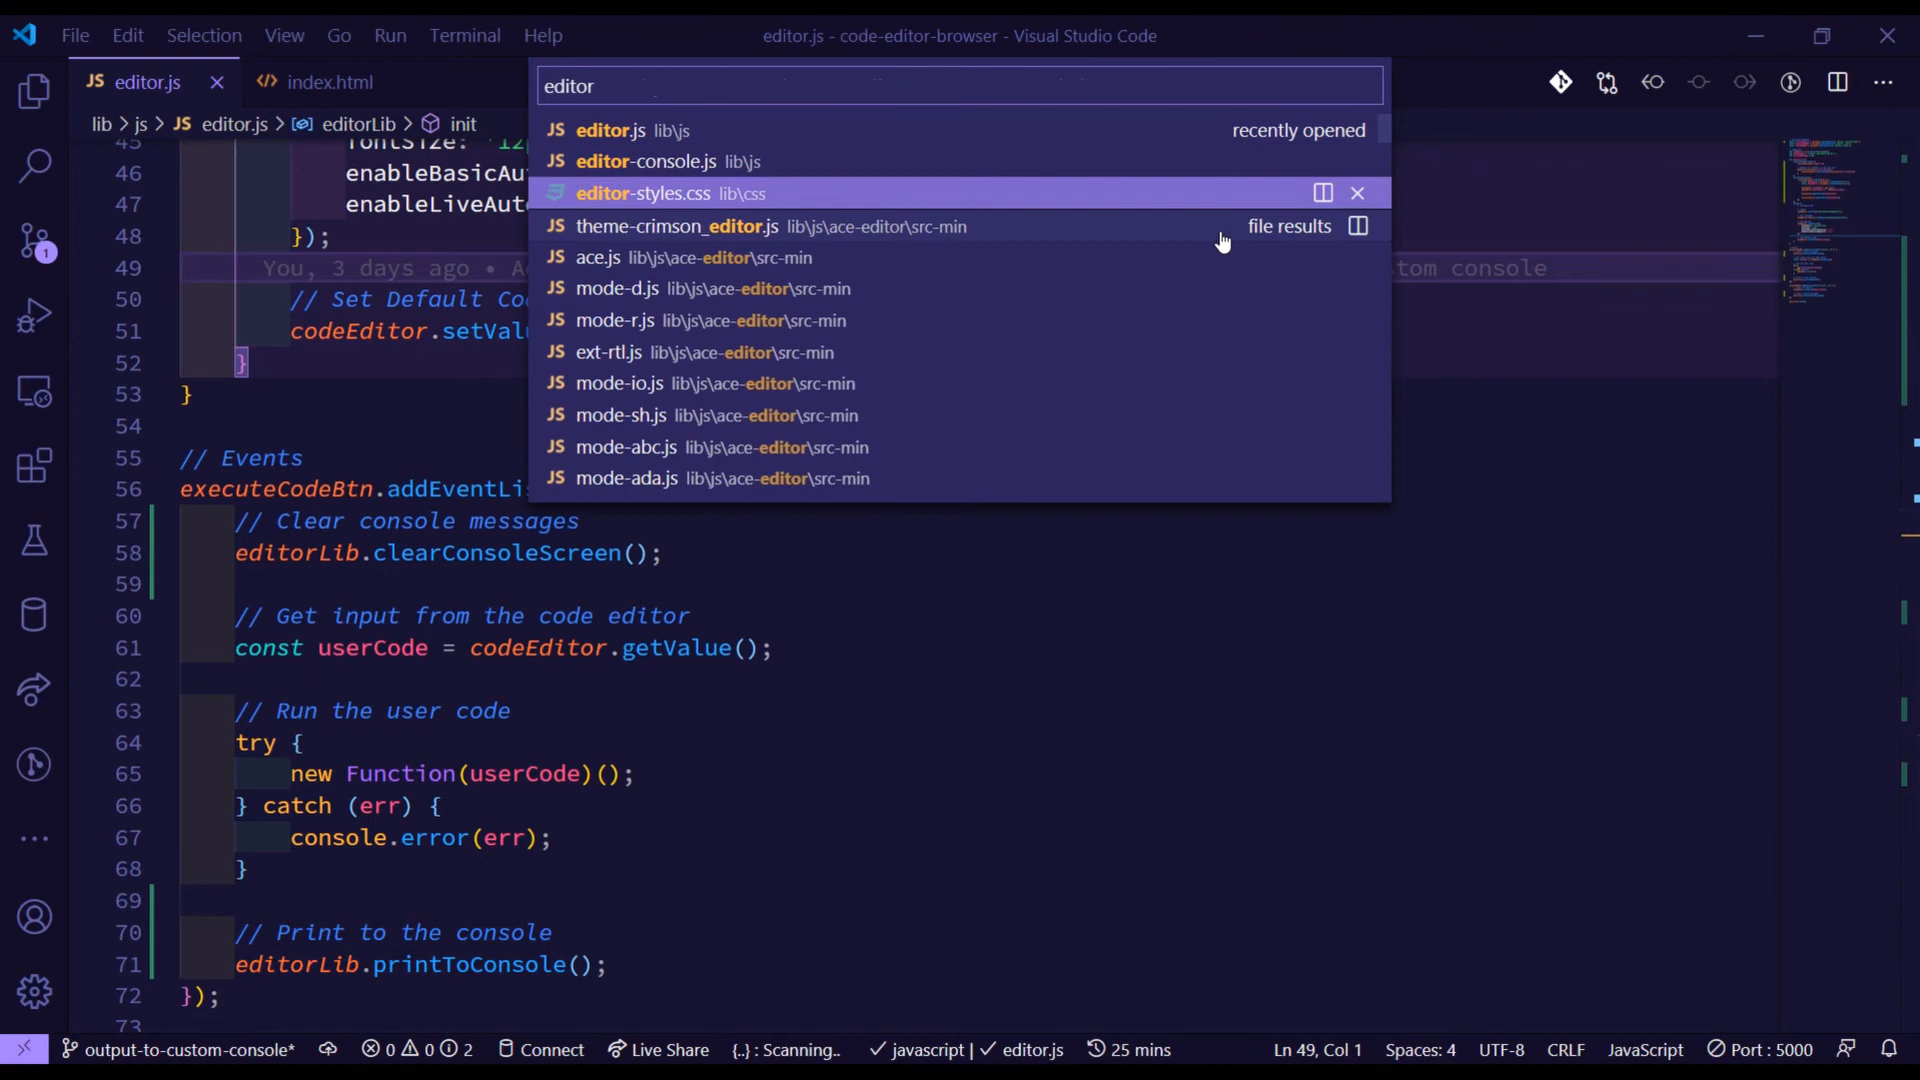 File Edit Selection View Go Run Terminal Help
editor.js - code-editor-browser - Visual Studio Code
JS editor.js
index.html
lib > js > JS editor.js > editorLib > init
editor
JS editor.js lib\js recently opened
JS editor-console.js lib\js
editor-styles.css lib\css
JS theme-crimson_editor.js lib\js\ace-editor\src-min file results
JS ace.js lib\js\ace-editor\src-min
JS mode-d.js lib\js\ace-editor\src-min
JS mode-r.js lib\js\ace-editor\src-min
JS ext-rtl.js lib\js\ace-editor\src-min
JS mode-io.js lib\js\ace-editor\src-min
JS mode-sh.js lib\js\ace-editor\src-min
JS mode-abc.js lib\js\ace-editor\src-min
JS mode-ada.js lib\js\ace-editor\src-min
45 fontSize: '12p
46 enableBasicAu
47 enableLiveAuto
48 });
49 You, 3 days ago • A tom console
50 // Set Default Co
51 codeEditor.setVal
52 }
53 }
54
55 // Events
56 executeCodeBtn.addEventLi
57 // Clear console messages
58 editorLib.clearConsoleScreen();
59
60 // Get input from the code editor
61 const userCode = codeEditor.getValue();
62
63 // Run the user code
64 try {
65 new Function(userCode)();
66 } catch (err) {
67 console.error(err);
68 }
69
70 // Print to the console
71 editorLib.printToConsole();
72 });
73
1
output-to-custom-console* 0 0 2 Connect Live Share {..} : Scanning.. javascript | editor.js 25 mins Ln 49, Col 1 Spaces: 4 UTF-8 CRLF JavaScript Port : 5000